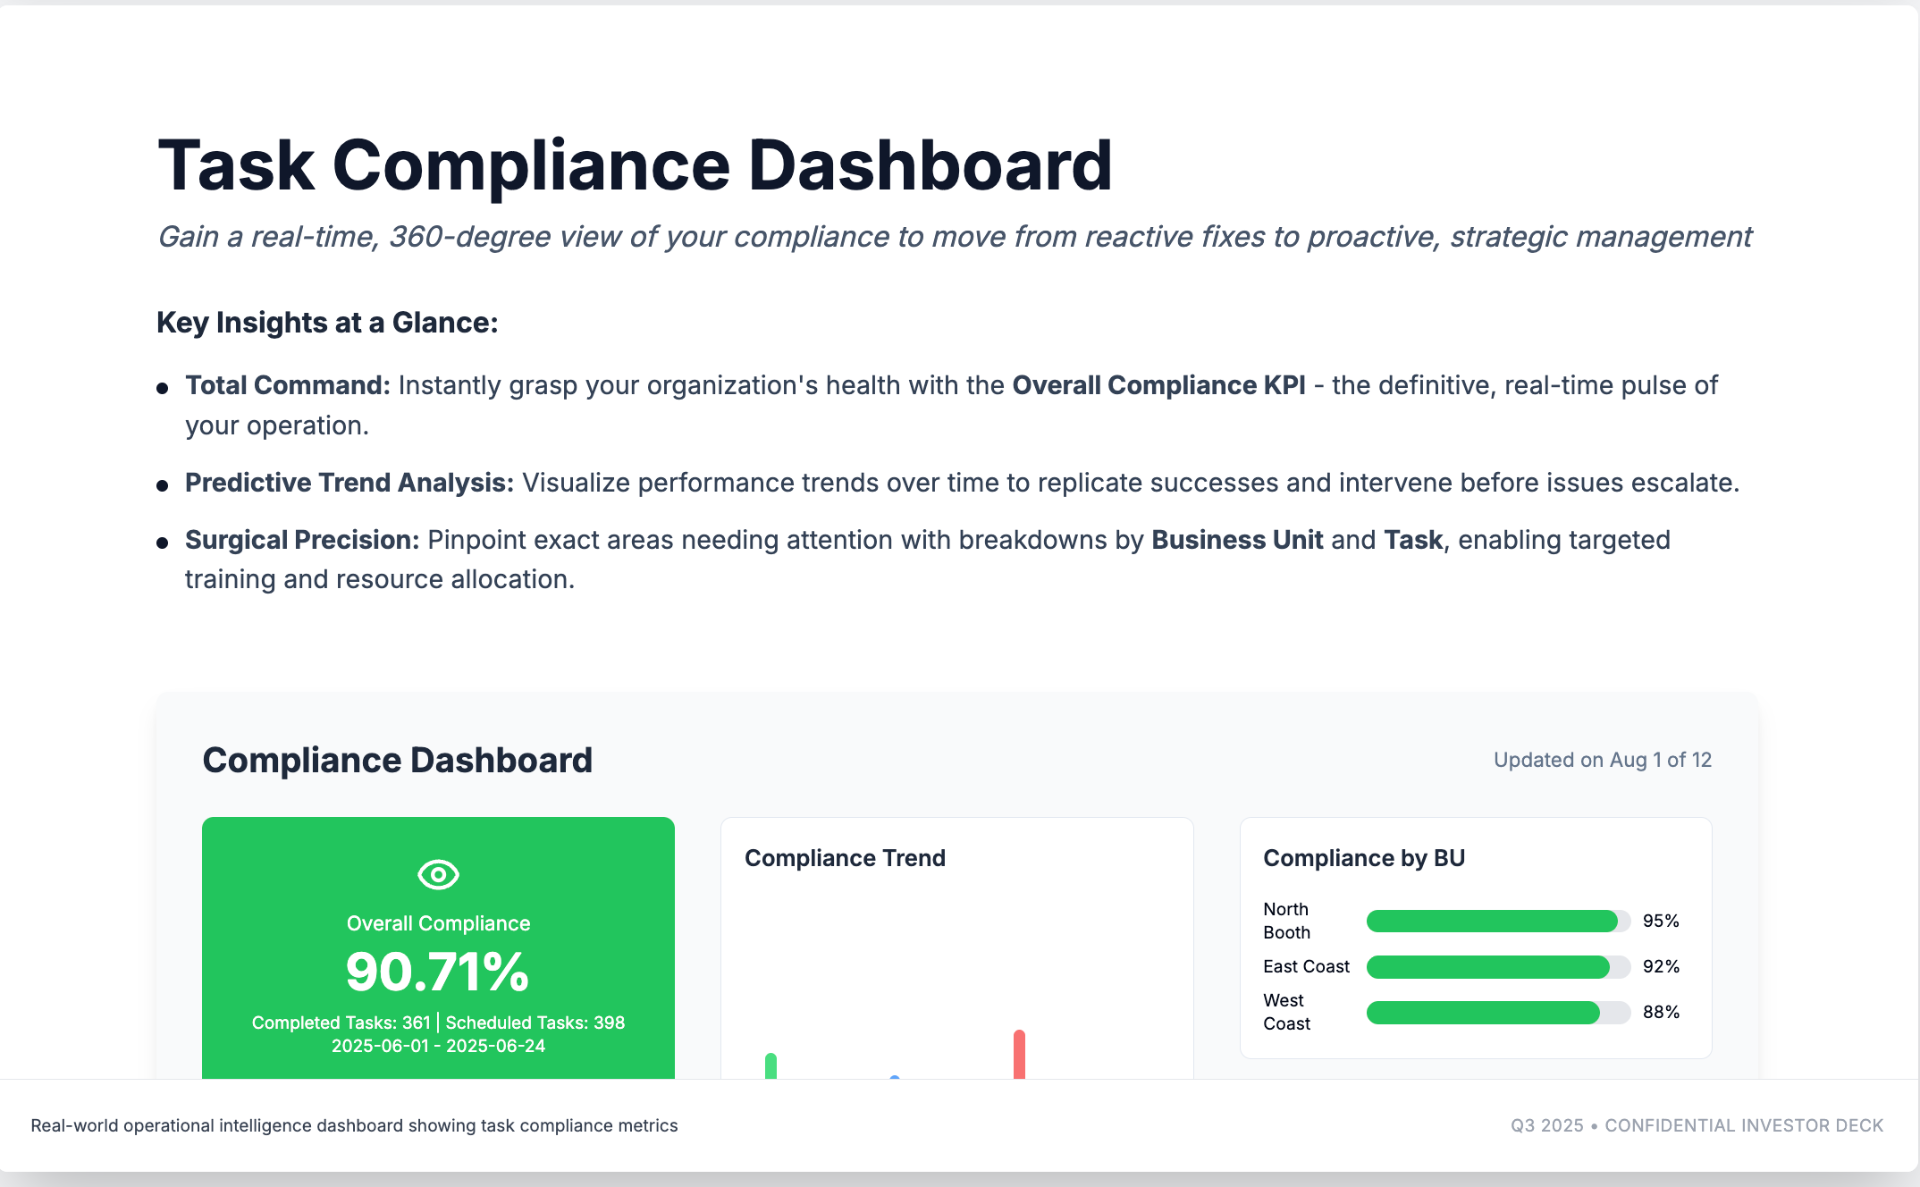 Task Compliance Dashboard
Gain a real-time, 360-degree view of your compliance to move from reactive fixes to proactive, strategic management
Key Insights at a Glance:
● Total Command: Instantly grasp your organization's health with the Overall Compliance KPI - the definitive, real-time pulse of
your operation.
● Predictive Trend Analysis: Visualize performance trends over time to replicate successes and intervene before issues escalate.
● Surgical Precision: Pinpoint exact areas needing attention with breakdowns by Business Unit and Task, enabling targeted
training and resource allocation.
Compliance Dashboard
Updated on Aug 1 of 12
Overall Compliance
90.71%
Completed Tasks: 361 | Scheduled Tasks: 398
2025-06-01 - 2025-06-24
Compliance Trend
Compliance by BU
North
Booth
95%
East Coast
92%
West
Coast
88%
Real-world operational intelligence dashboard showing task compliance metrics
Q3 2025 • CONFIDENTIAL INVESTOR DECK